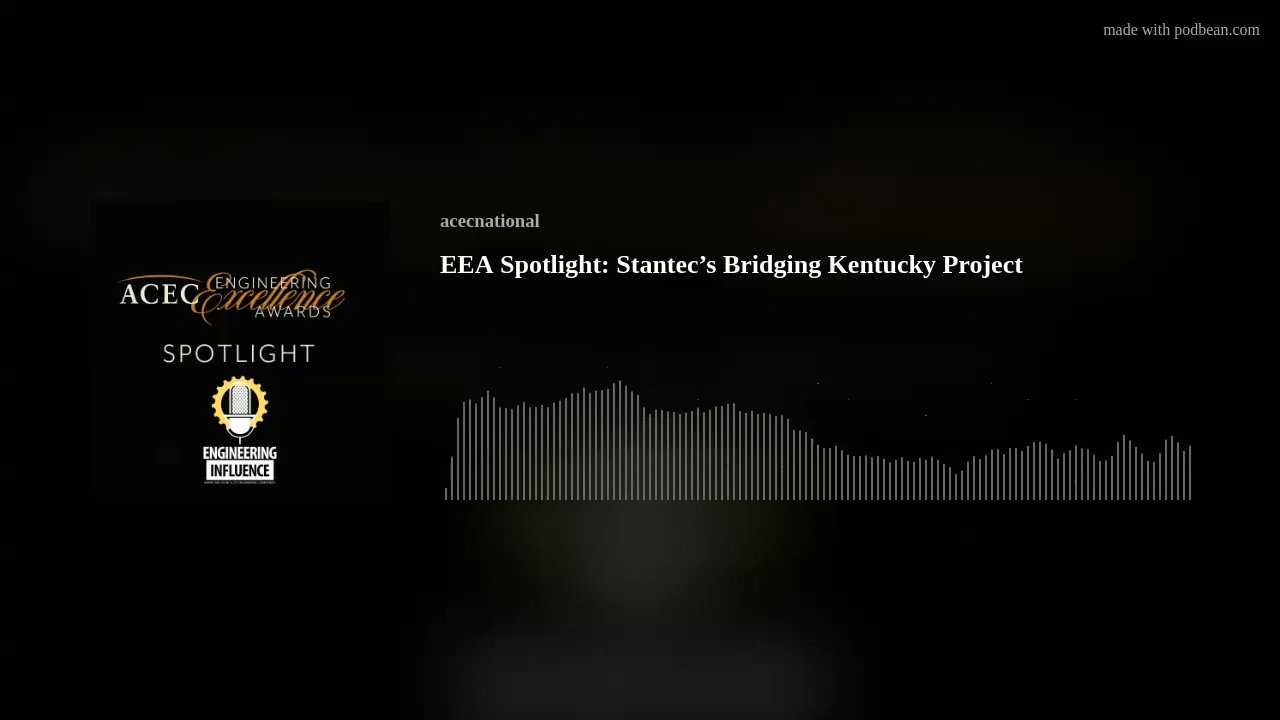 made with podbean.com
acecnational
EEA Spotlight: Stantec’s Bridging Kentucky Project
ACEC ENGINEERING
Excellence
AWARDS
SPOTLIGHT
ENGINEERING
INFLUENCE